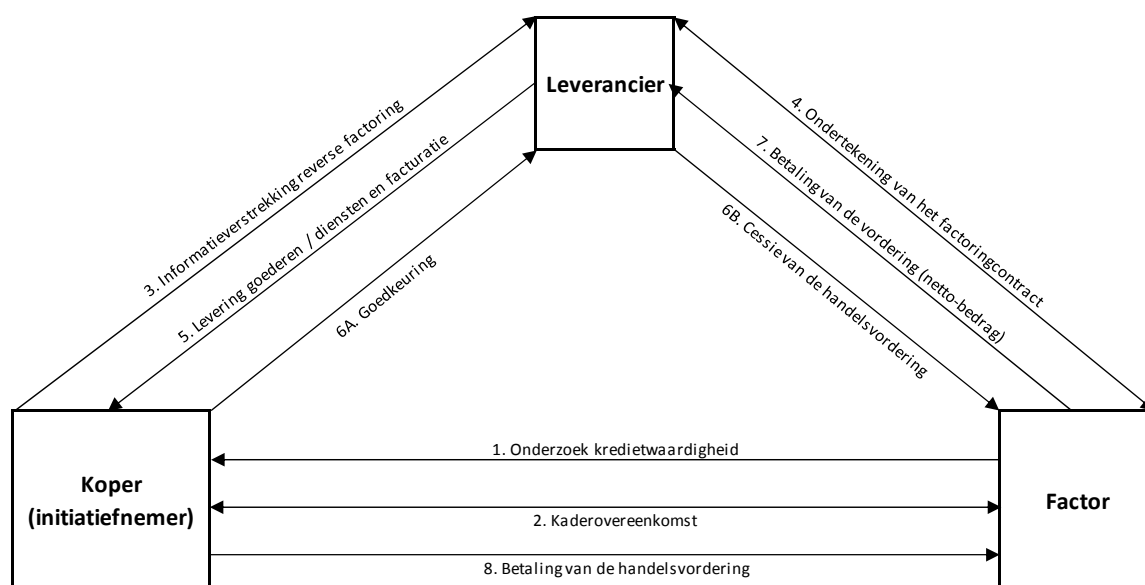 Leverancier
3. Informatieverstrekking reverse factoring
5. Levering goederen / diensten en facturatie
6A. Goedkeuring
4. Ondertekening van het factoringcontract
7. Betaling van de vordering (netto-bedrag)
6B. Cessie van de handelsvordering
Koper
(initiatiefnemer)
1. Onderzoek kredietwaardigheid
2. Kaderovereenkomst
8. Betaling van de handelsvordering
Factor